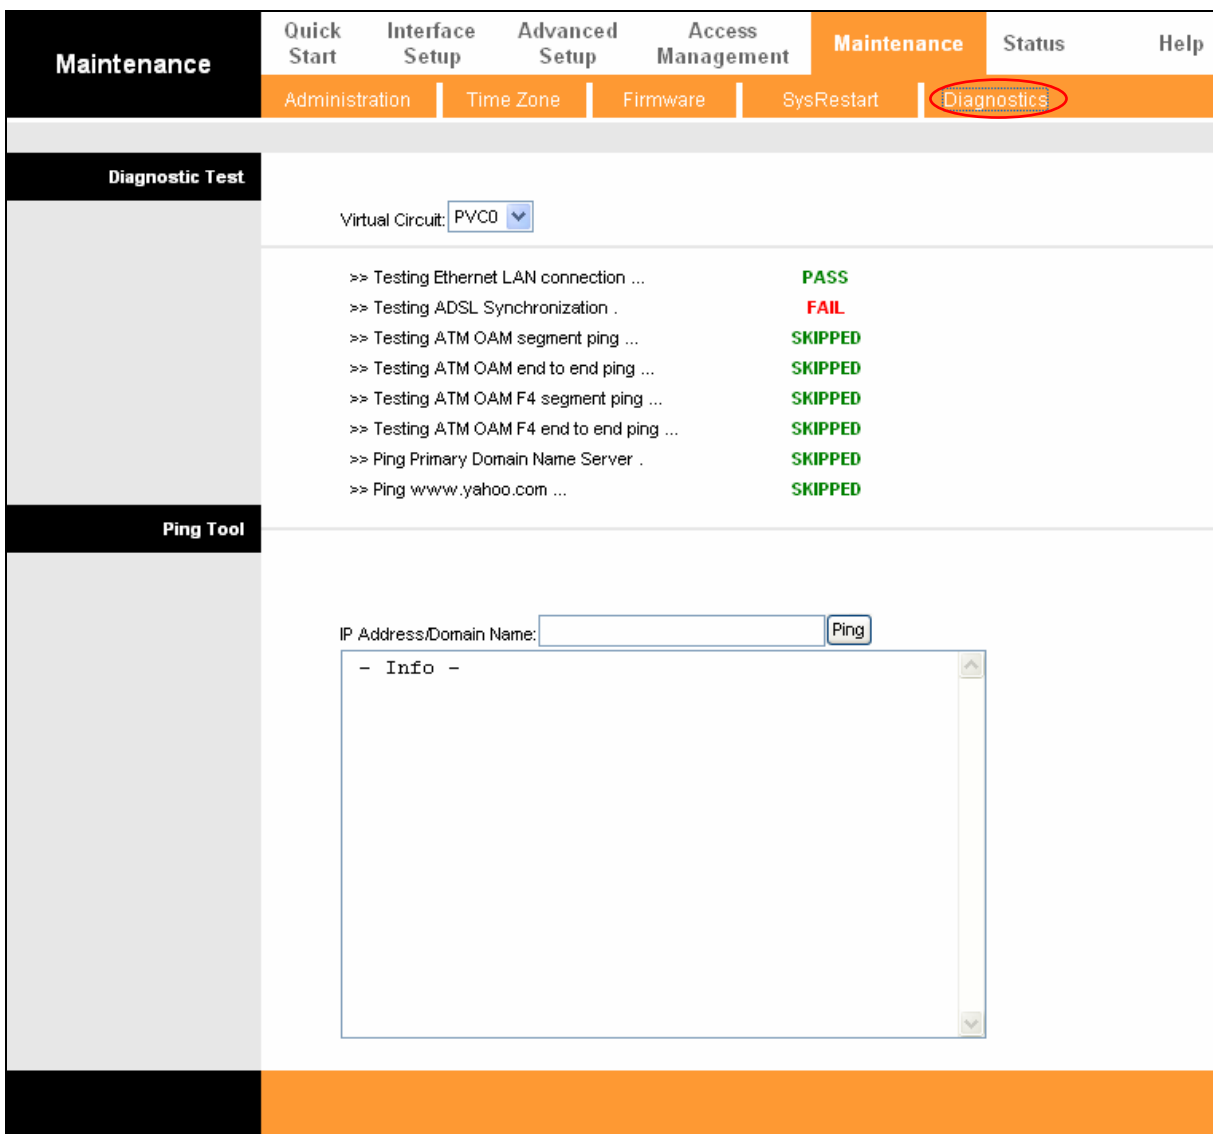 Maintenance
Quick Start
Interface Setup
Advanced Setup
Access Management
Maintenance
Status
Help
Administration
Time Zone
Firmware
SysRestart
Diagnostics
Diagnostic Test
Virtual Circuit: PVC0
>> Testing Ethernet LAN connection ... PASS
>> Testing ADSL Synchronization . FAIL
>> Testing ATM OAM segment ping ... SKIPPED
>> Testing ATM OAM end to end ping ... SKIPPED
>> Testing ATM OAM F4 segment ping ... SKIPPED
>> Testing ATM OAM F4 end to end ping ... SKIPPED
>> Ping Primary Domain Name Server . SKIPPED
>> Ping www.yahoo.com ... SKIPPED
Ping Tool
IP Address/Domain Name: Ping
- Info -